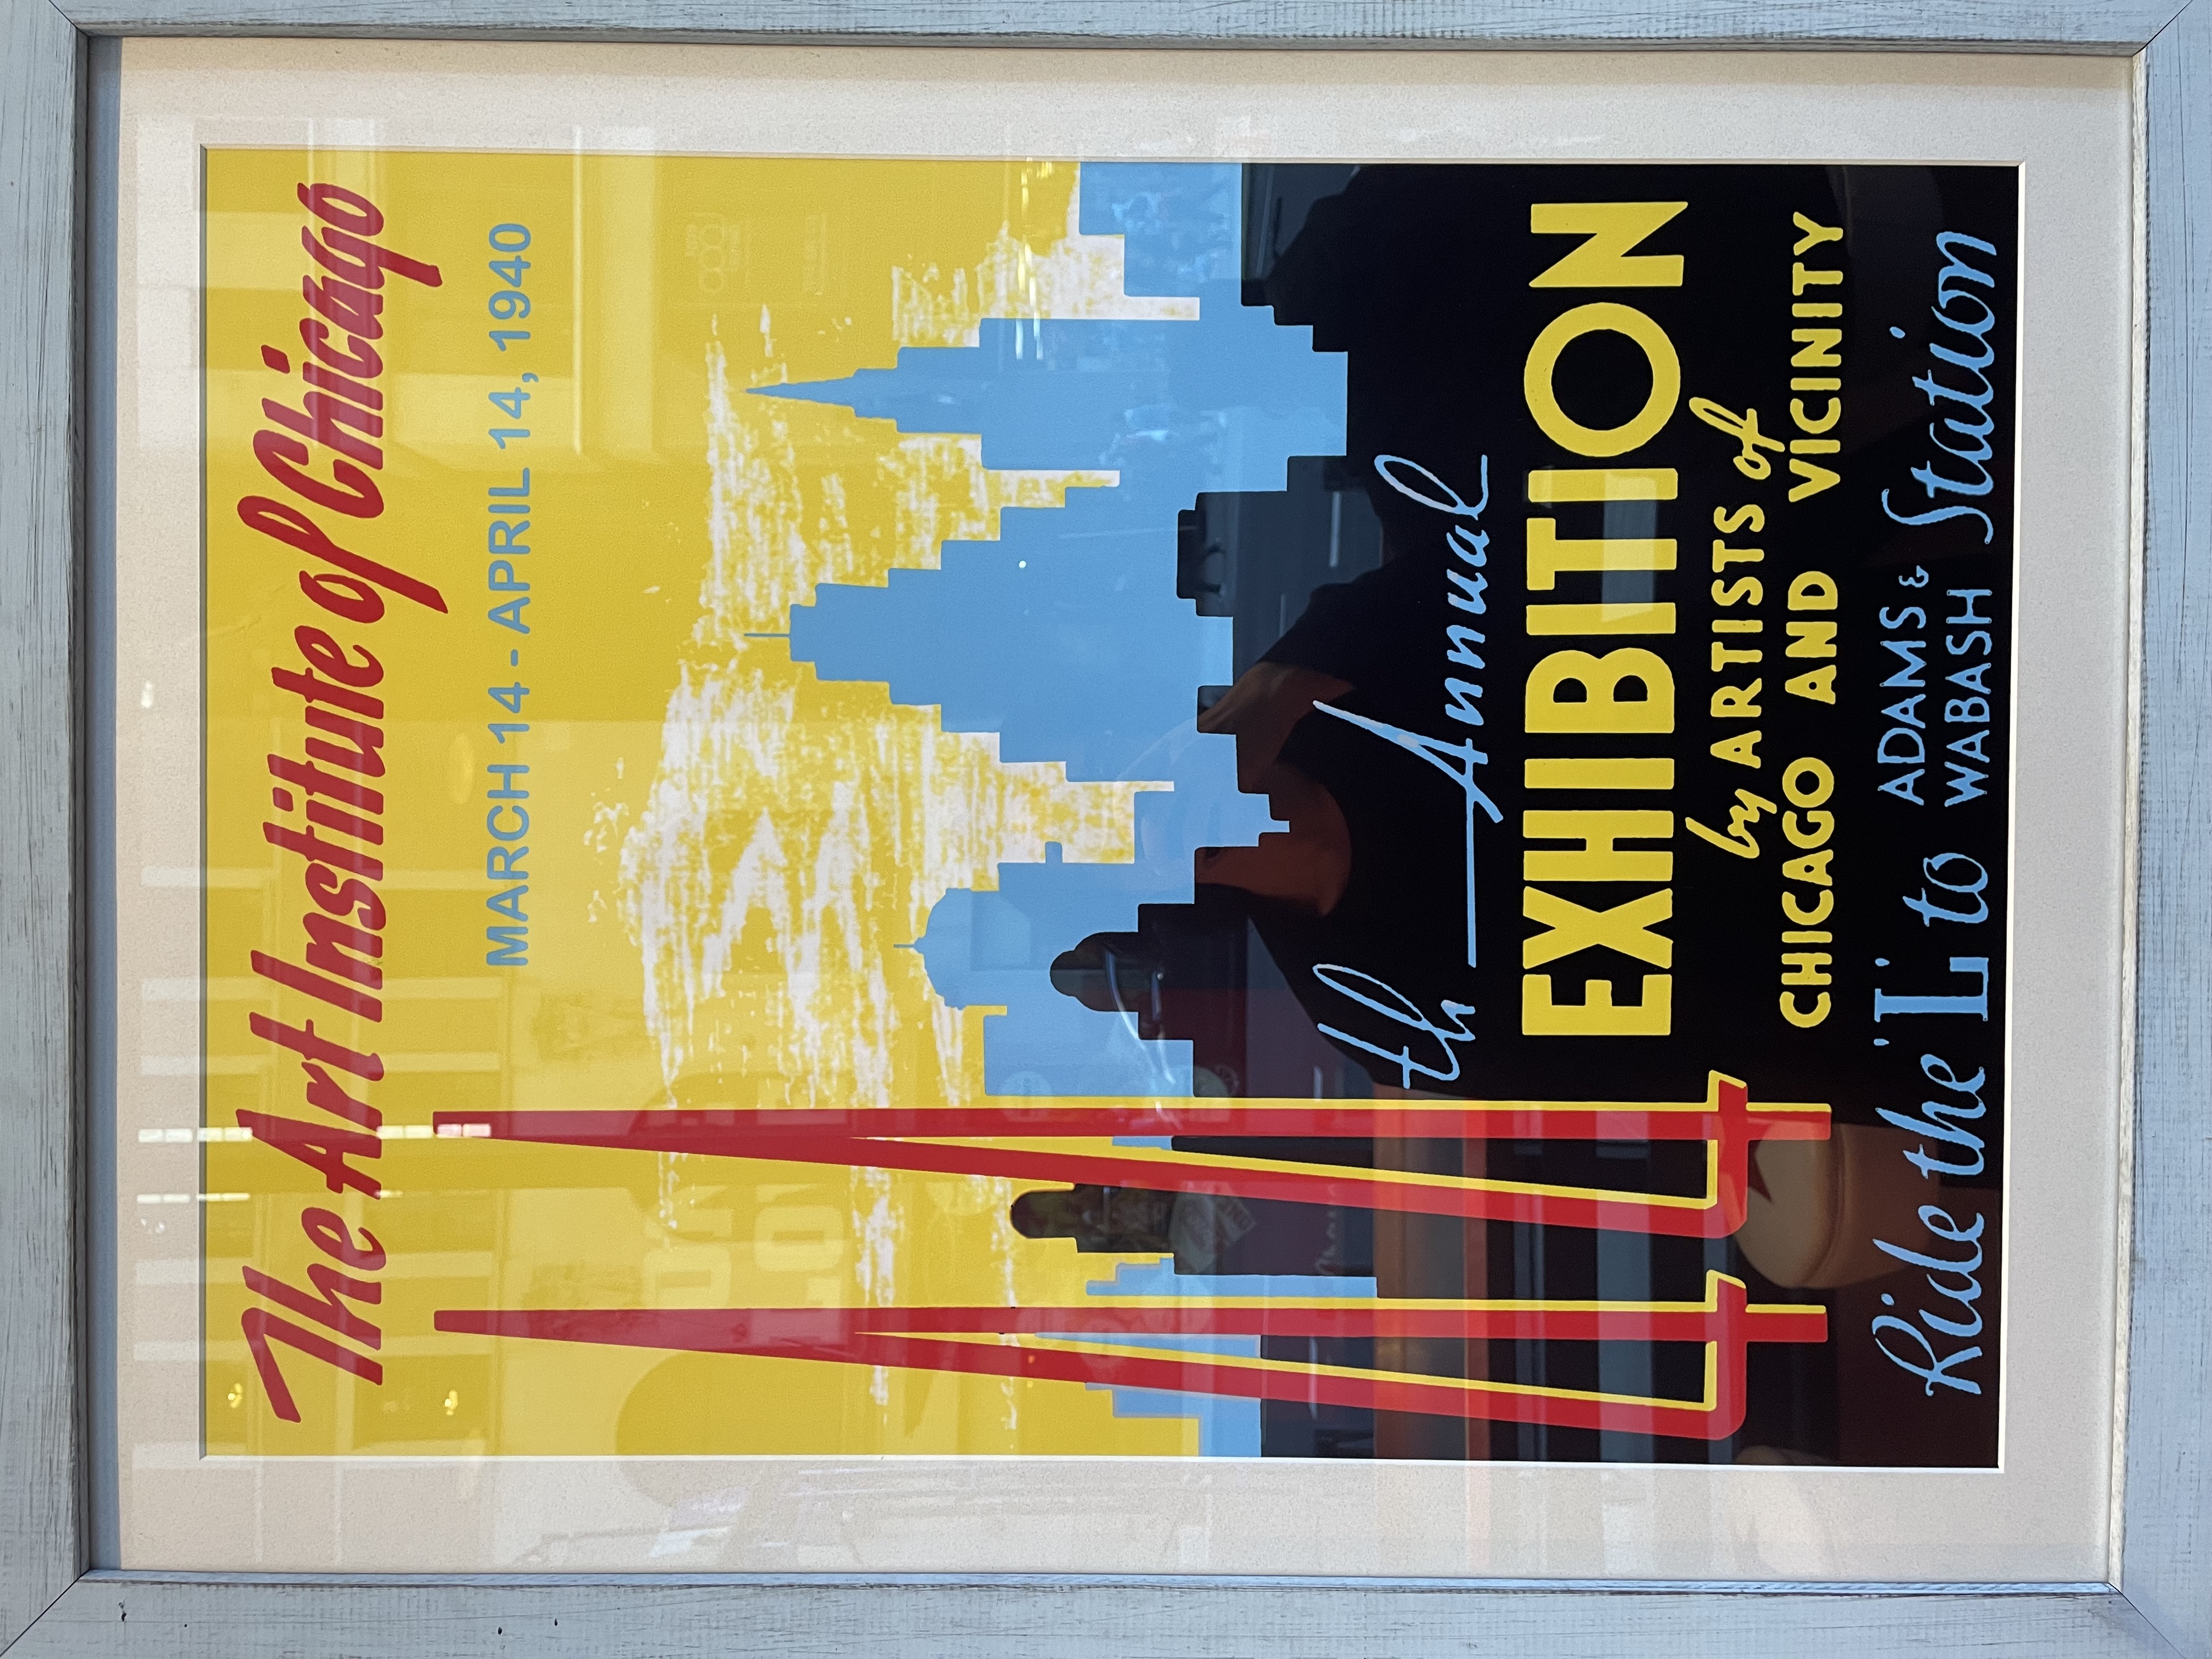 The Art Institute of Chicago
MARCH 14 - APRIL 14, 1940
44th Annual
EXHIBITION
by ARTISTS of
CHICAGO AND VICINITY
Ride the 'L' to ADAMS & WABASH Station